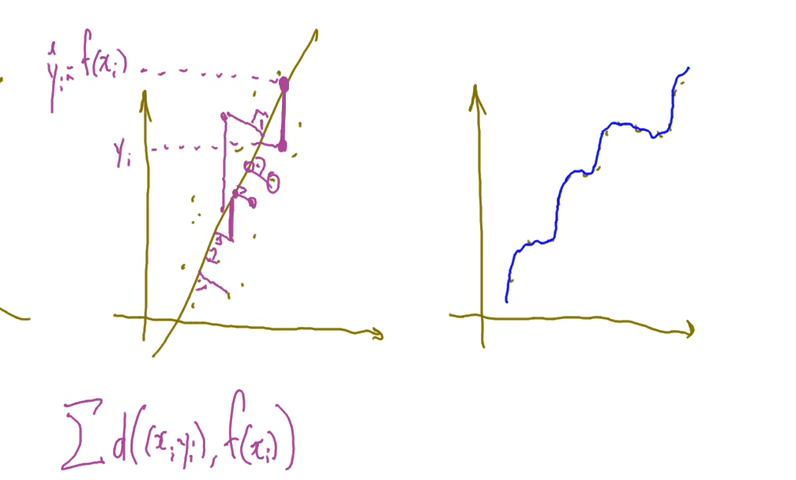 ŷᵢ = f(xᵢ)
yᵢ
∑ d((xᵢ yᵢ), f(xᵢ))